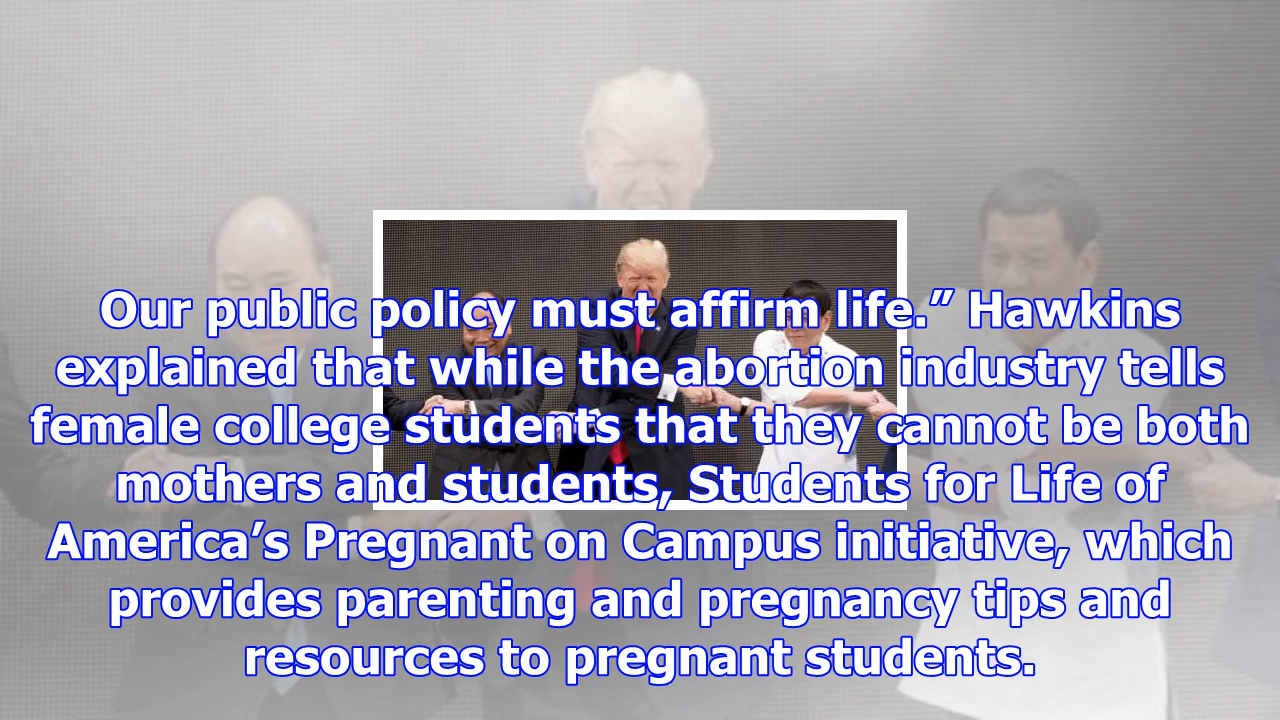 Our public policy must affirm life.” Hawkins
explained that while the abortion industry tells
female college students that they cannot be both
mothers and students, Students for Life of
America’s Pregnant on Campus initiative, which
provides parenting and pregnancy tips and
resources to pregnant students.